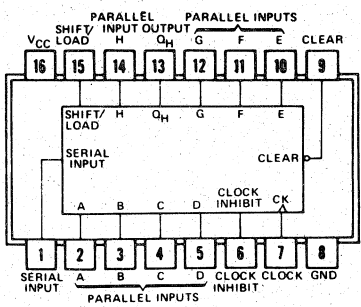 PARALLEL PARALLEL INPUTS
SHIFT/ INPUT OUTPUT
VCC LOAD H QH G F E CLEAR
16 15 14 13 12 11 10 9
SHIFT/ H QH G F E
LOAD
SERIAL
INPUT
CLEAR
CLOCK
INHIBIT CK
A B C D
1 2 3 4 5 6 7 8
SERIAL A B C D CLOCK CLOCK GND
INPUT INHIBIT
PARALLEL INPUTS